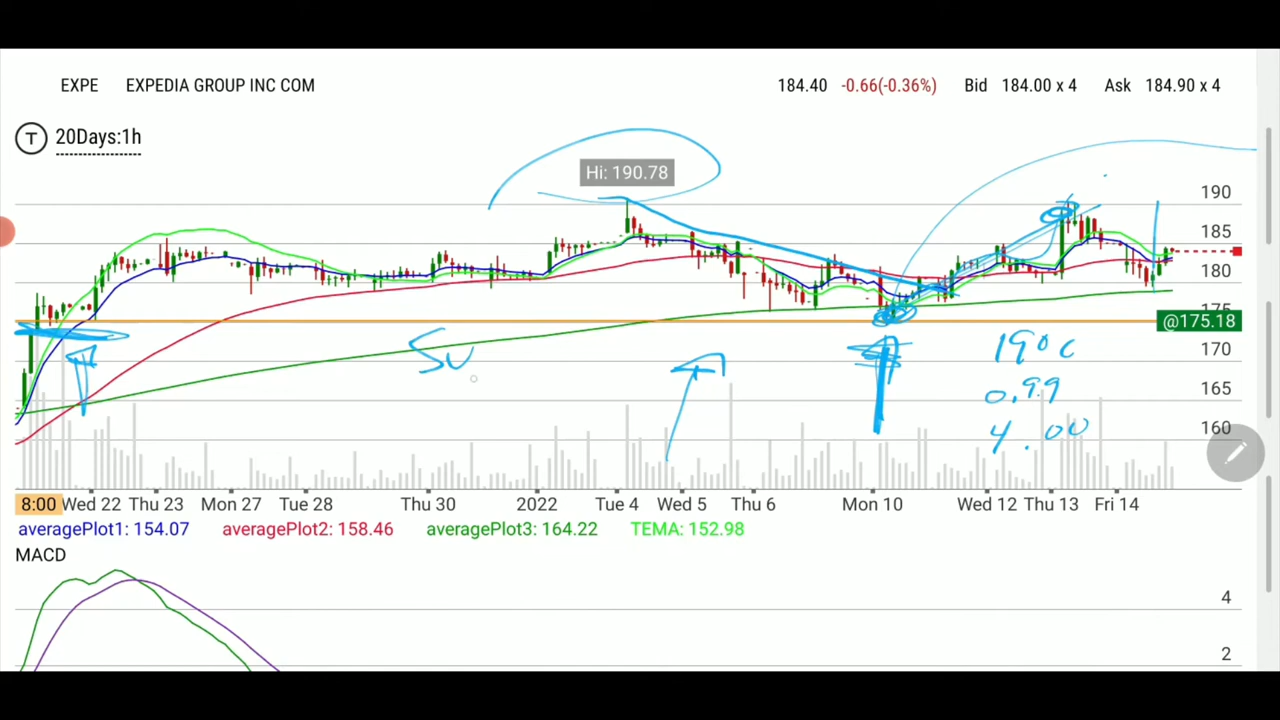 EXPE EXPEDIA GROUP INC COM 184.40 -0.66(-0.36%) Bid 184.00 x 4 Ask 184.90 x 4
T 20Days:1h
Hi: 190.78
190
185
180
175
@175.18
170
165
160
Su
190c
0.99
4.00
8:00 Wed 22 Thu 23 Mon 27 Tue 28 Thu 30 2022 Tue 4 Wed 5 Thu 6 Mon 10 Wed 12 Thu 13 Fri 14
averagePlot1: 154.07 averagePlot2: 158.46 averagePlot3: 164.22 TEMA: 152.98
MACD
4
2